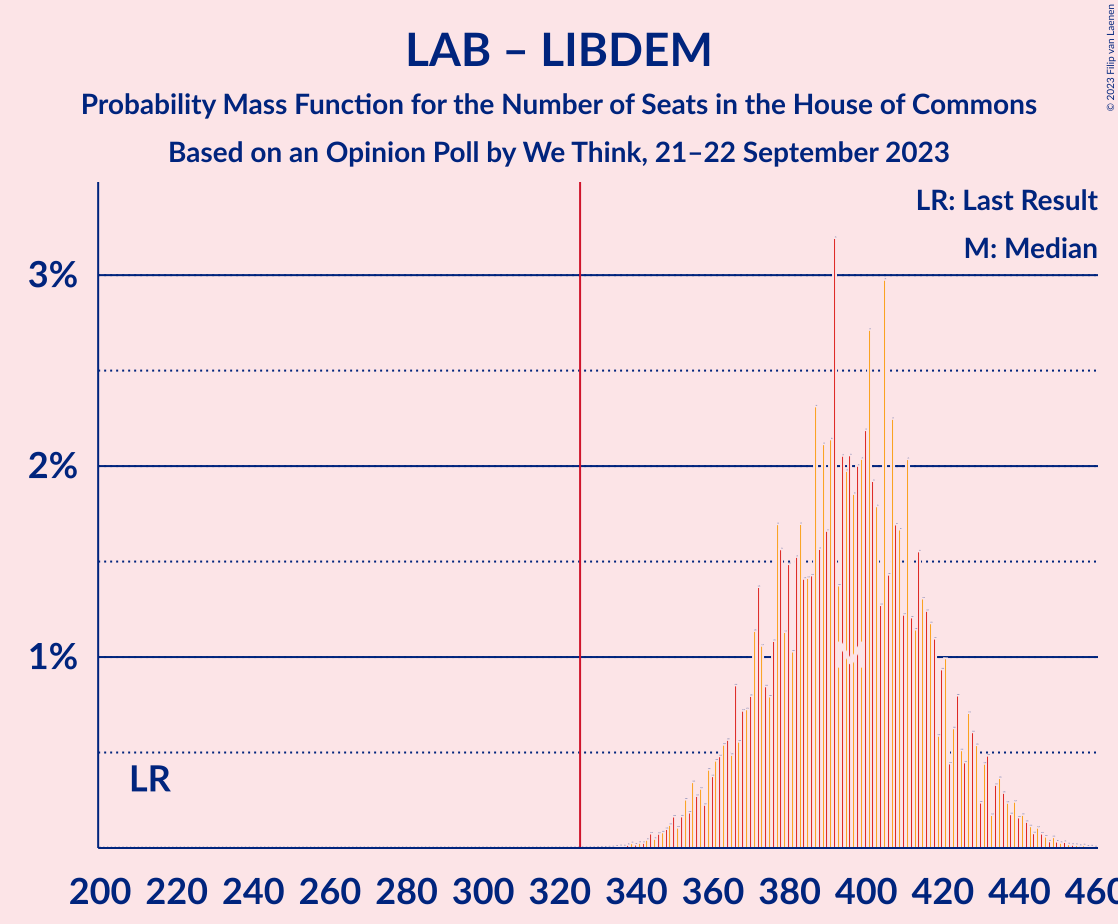 LAB – LIBDEM
Probability Mass Function for the Number of Seats in the House of Commons
Based on an Opinion Poll by We Think, 21–22 September 2023
© 2023 Filip van Laenen
LR: Last Result
M: Median
3%
2%
1%
LR
M
200 220 240 260 280 300 320 340 360 380 400 420 440 460